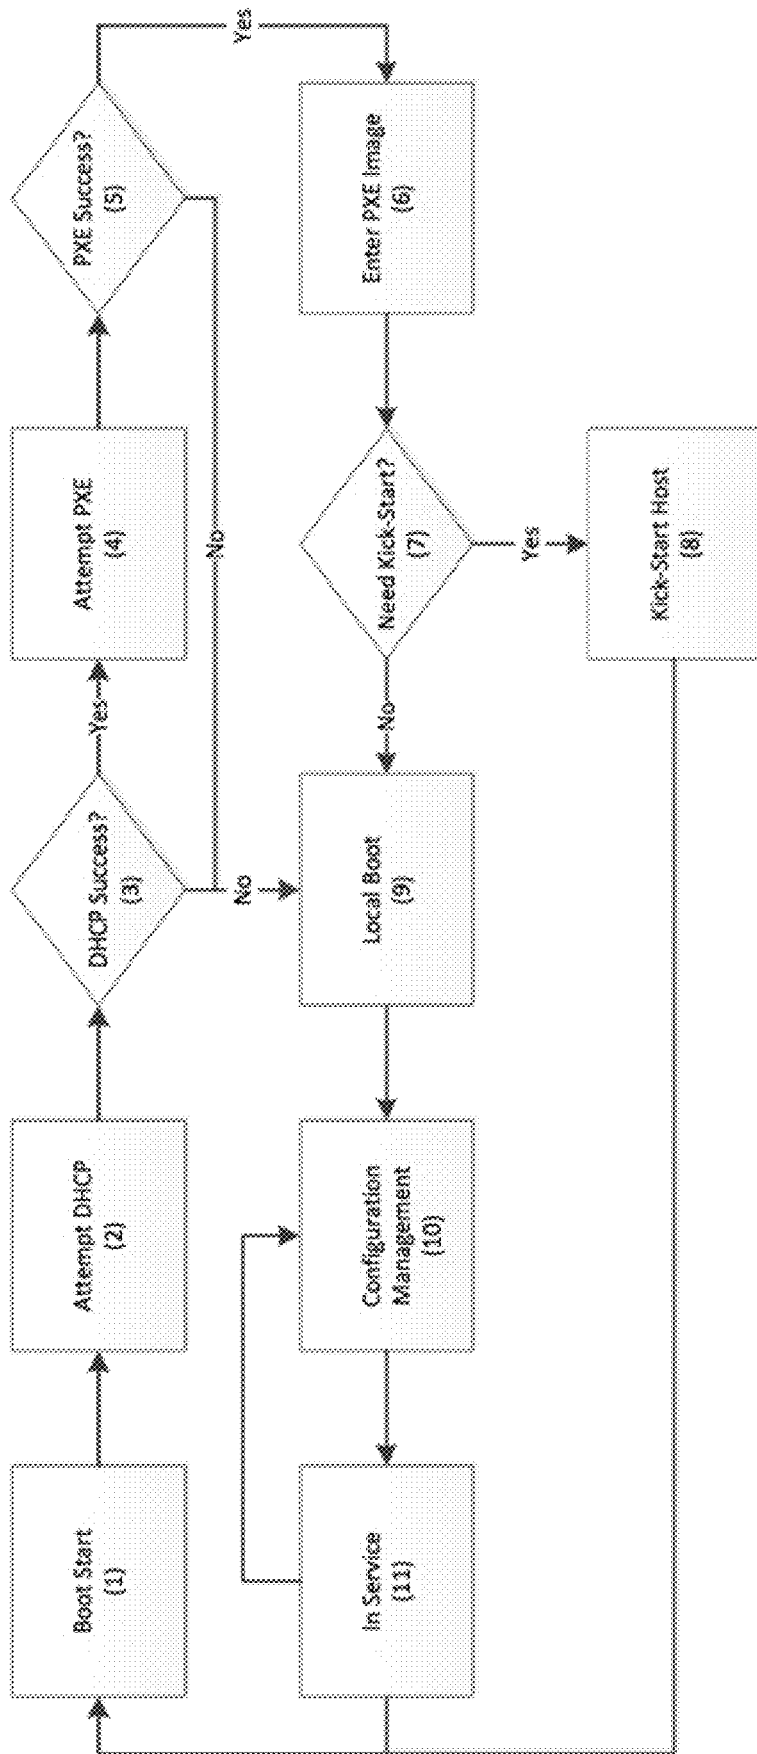 Boot Start
(1)
Attempt DHCP
(2)
DHCP Success?
(3)
Yes
Attempt PXE
(4)
PXE Success?
(5)
Yes
No
No
In Service
(11)
Configuration
Management
(10)
Local Boot
(9)
No
Need Kick-Start?
(7)
Enter PXE Image
(6)
Yes
Kick-Start Host
(8)